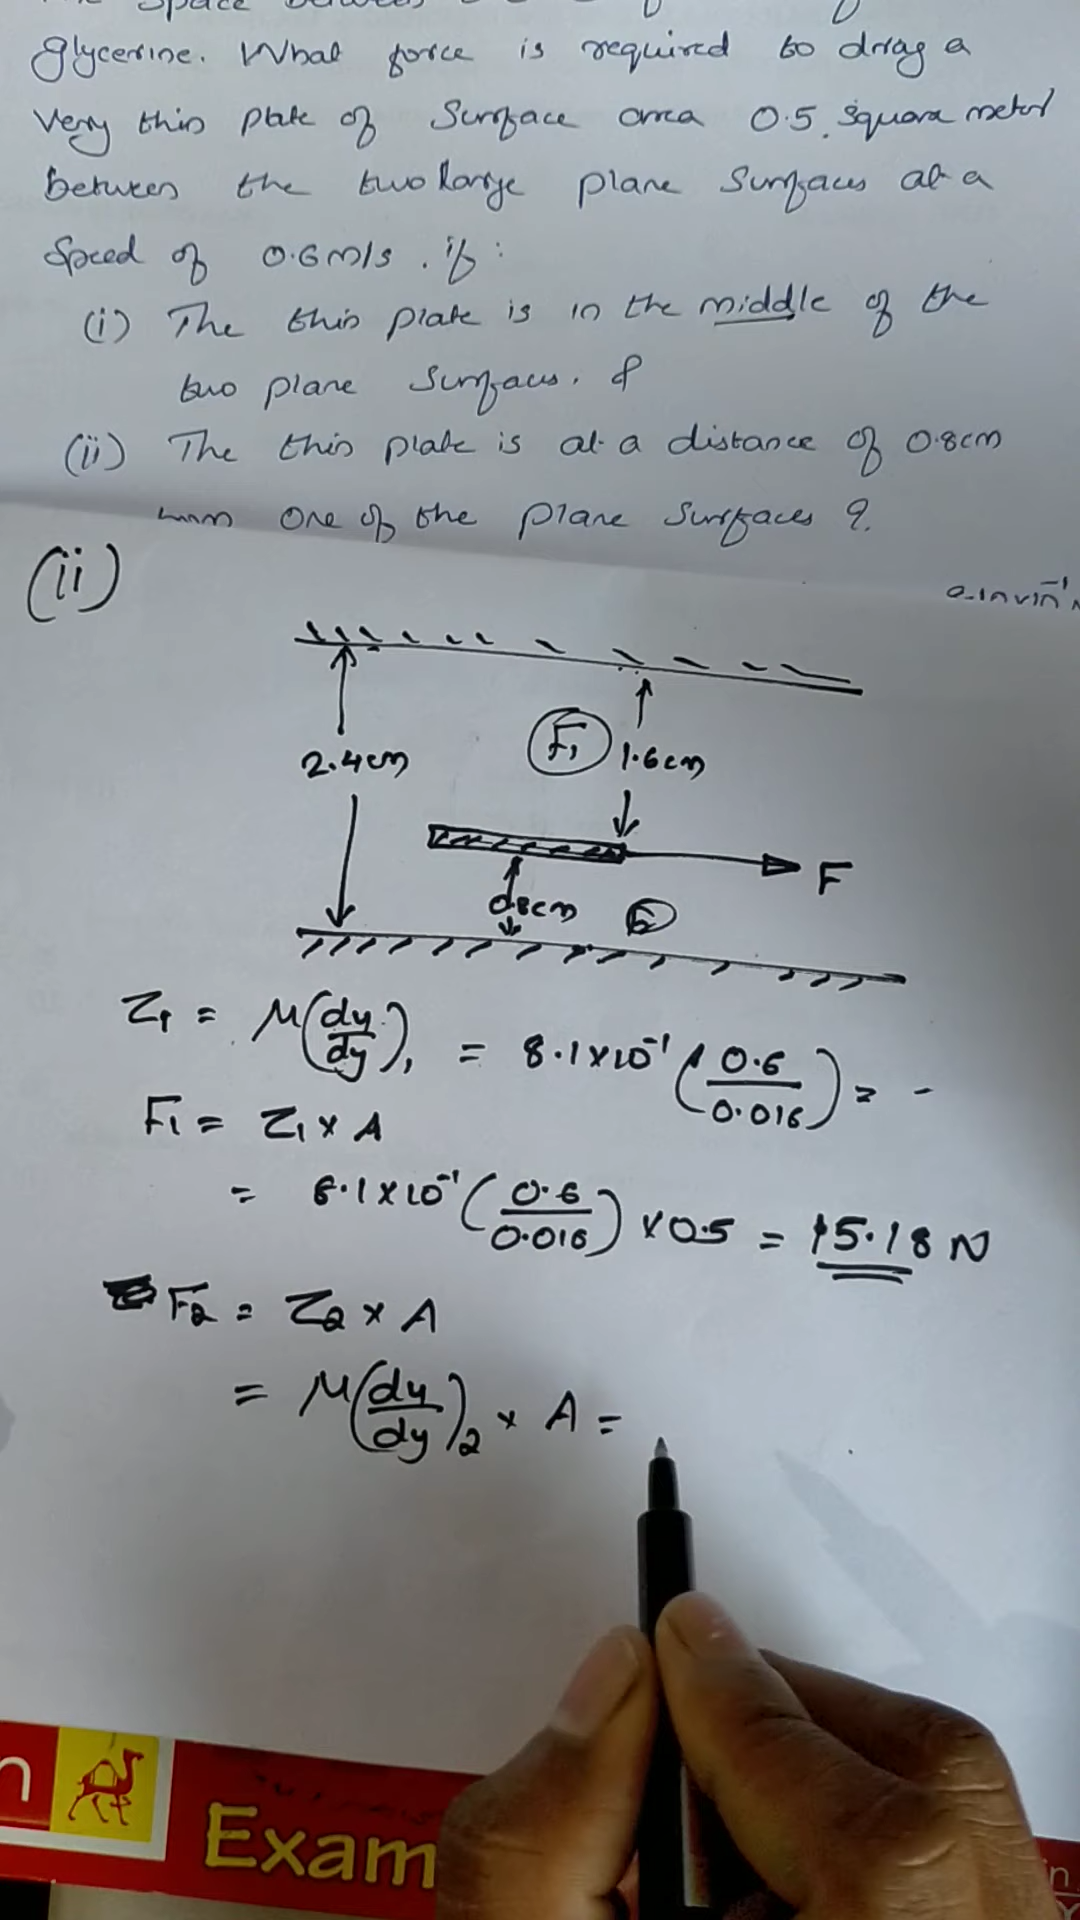 The Space between
glycerine. What force is required to drag a
Very thin plate of Surface area 0.5 square meter
between the two large plane Surfaces at a
Speed of 0.6 m/s. if:
(i) The thin plate is in the middle of the
two plane Surfaces. &
(ii) The thin plate is at a distance of 0.8cm
from one of the plane Surfaces ?.
(ii)
2.4cm
F1 1.6cm
F
0.8cm
τ1 = μ(du/dy)1 = 8.1×10⁻¹ (0.6/0.016) = -
F1 = τ1 × A
= 8.1×10⁻¹ (0.6/0.016) × 0.5 = 15.18 N
F2 = τ2 × A
= μ(du/dy)2 × A =
n
Exam
in